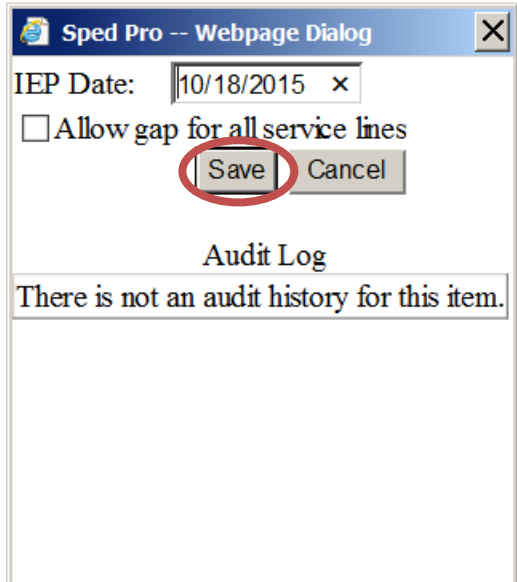 Sped Pro -- Webpage Dialog
IEP Date: 10/18/2015
Allow gap for all service lines
Save Cancel
Audit Log
There is not an audit history for this item.